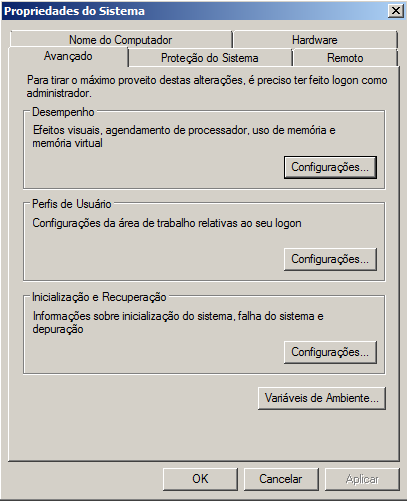 Propriedades do Sistema
Nome do Computador
Hardware
Avançado
Proteção do Sistema
Remoto
Para tirar o máximo proveito destas alterações, é preciso ter feito logon como
administrador.
Desempenho
Efeitos visuais, agendamento de processador, uso de memória e
memória virtual
Configurações...
Perfis de Usuário
Configurações da área de trabalho relativas ao seu logon
Configurações...
Inicialização e Recuperação
Informações sobre inicialização do sistema, falha do sistema e
depuração
Configurações...
Variáveis de Ambiente...
OK
Cancelar
Aplicar